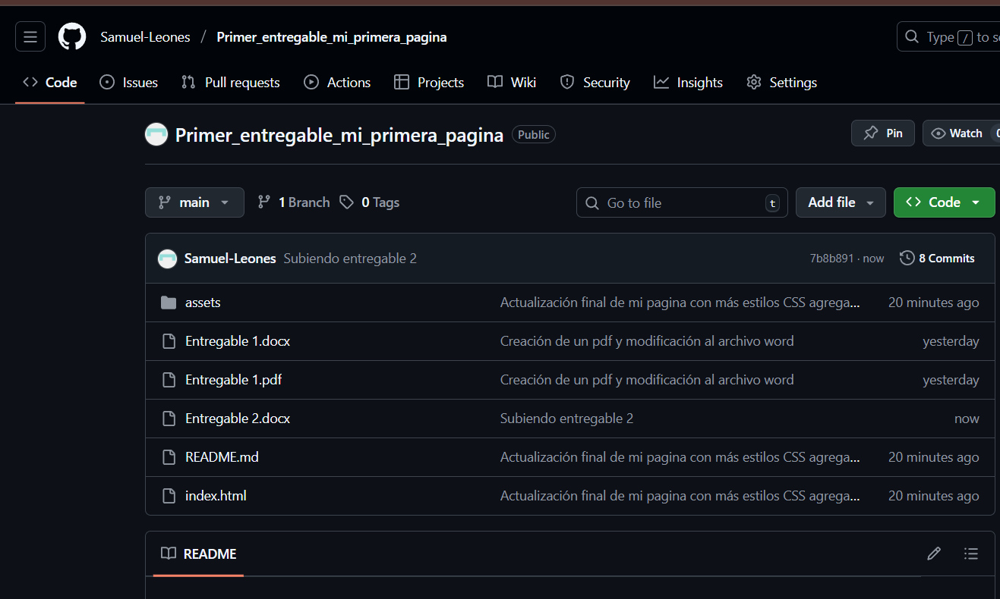 Samuel-Leones / Primer_entregable_mi_primera_pagina
Type / to s
Code Issues Pull requests Actions Projects Wiki Security Insights Settings
Primer_entregable_mi_primera_pagina Public
Pin Watch 0
main 1 Branch 0 Tags
Go to file t Add file Code
Samuel-Leones Subiendo entregable 2 7b8b891 · now 8 Commits
assets Actualización final de mi pagina con más estilos CSS agrega... 20 minutes ago
Entregable 1.docx Creación de un pdf y modificación al archivo word yesterday
Entregable 1.pdf Creación de un pdf y modificación al archivo word yesterday
Entregable 2.docx Subiendo entregable 2 now
README.md Actualización final de mi pagina con más estilos CSS agrega... 20 minutes ago
index.html Actualización final de mi pagina con más estilos CSS agrega... 20 minutes ago
README